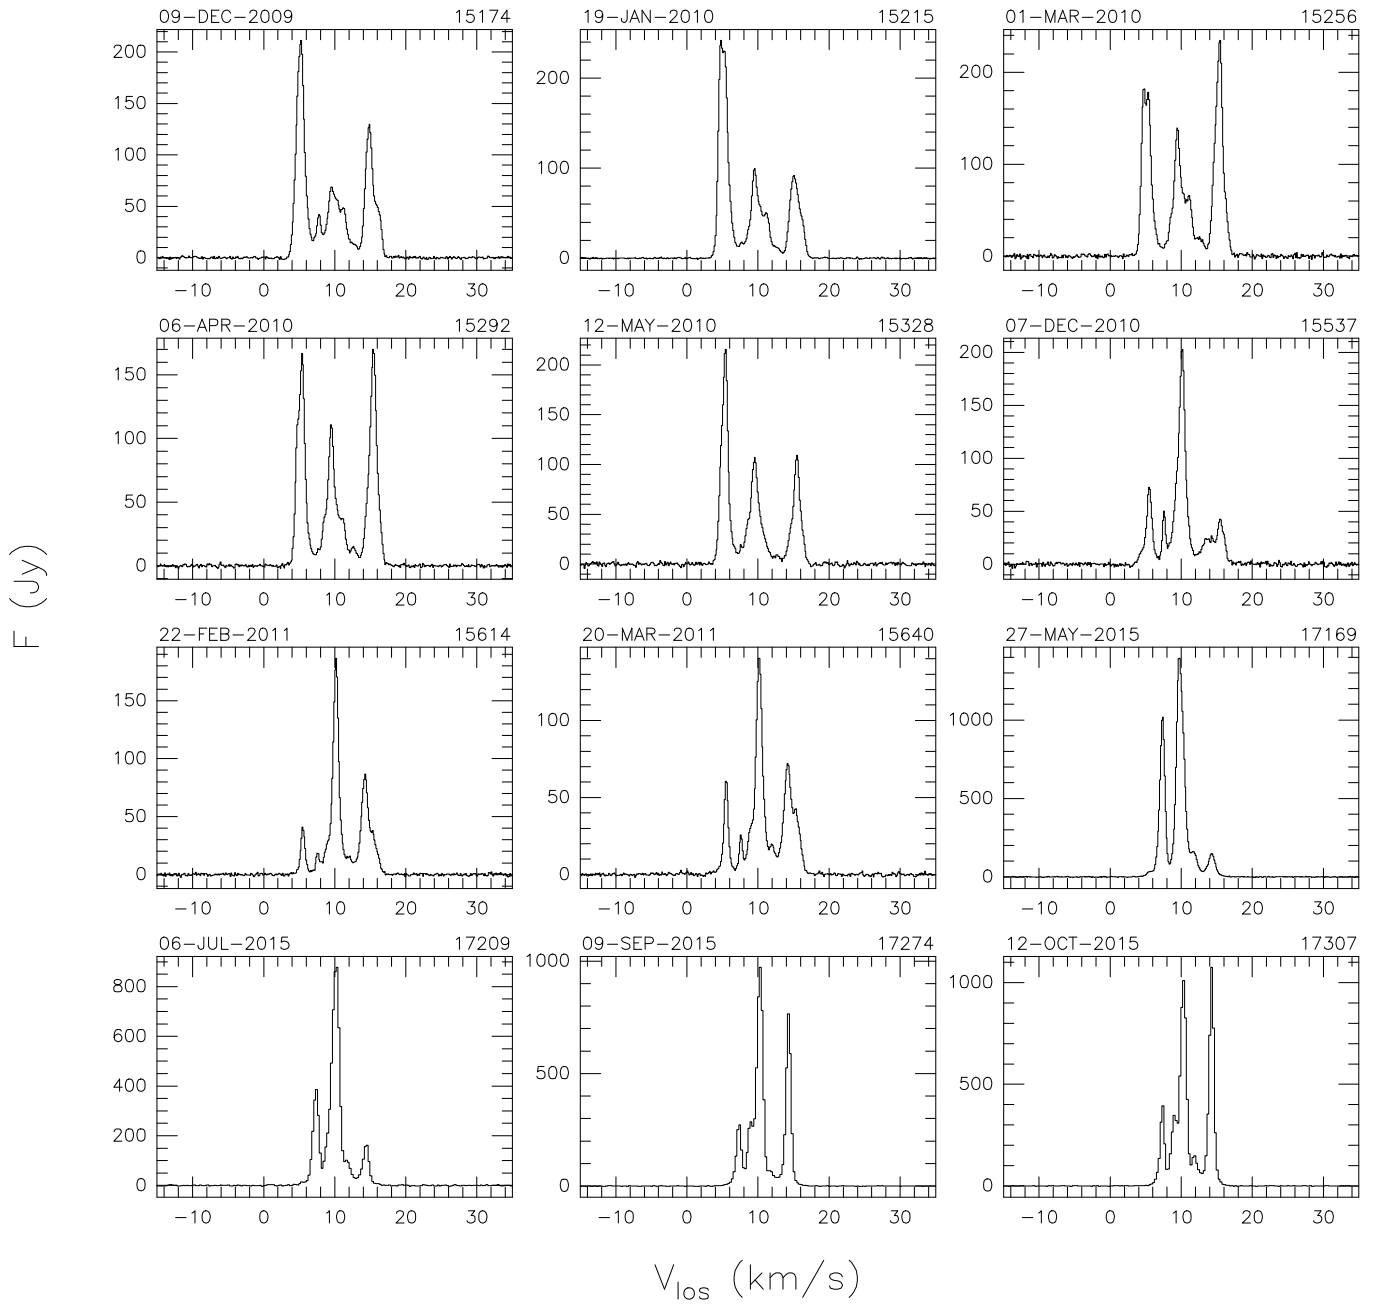 09-DEC-2009 15174 19-JAN-2010 15215 01-MAR-2010 15256
200 150 100 50 0
200 100 0
200 100 0
-10 0 10 20 30 -10 0 10 20 30 -10 0 10 20 30
06-APR-2010 15292 12-MAY-2010 15328 07-DEC-2010 15537
150 100 50 0
200 150 100 50 0
200 150 100 50 0
-10 0 10 20 30 -10 0 10 20 30 -10 0 10 20 30
F (Jy)
22-FEB-2011 15614 20-MAR-2011 15640 27-MAY-2015 17169
150 100 50 0
100 50 0
1000 500 0
-10 0 10 20 30 -10 0 10 20 30 -10 0 10 20 30
06-JUL-2015 17209 09-SEP-2015 17274 12-OCT-2015 17307
800 600 400 200 0
1000 500 0
1000 500 0
-10 0 10 20 30 -10 0 10 20 30 -10 0 10 20 30
V_los (km/s)